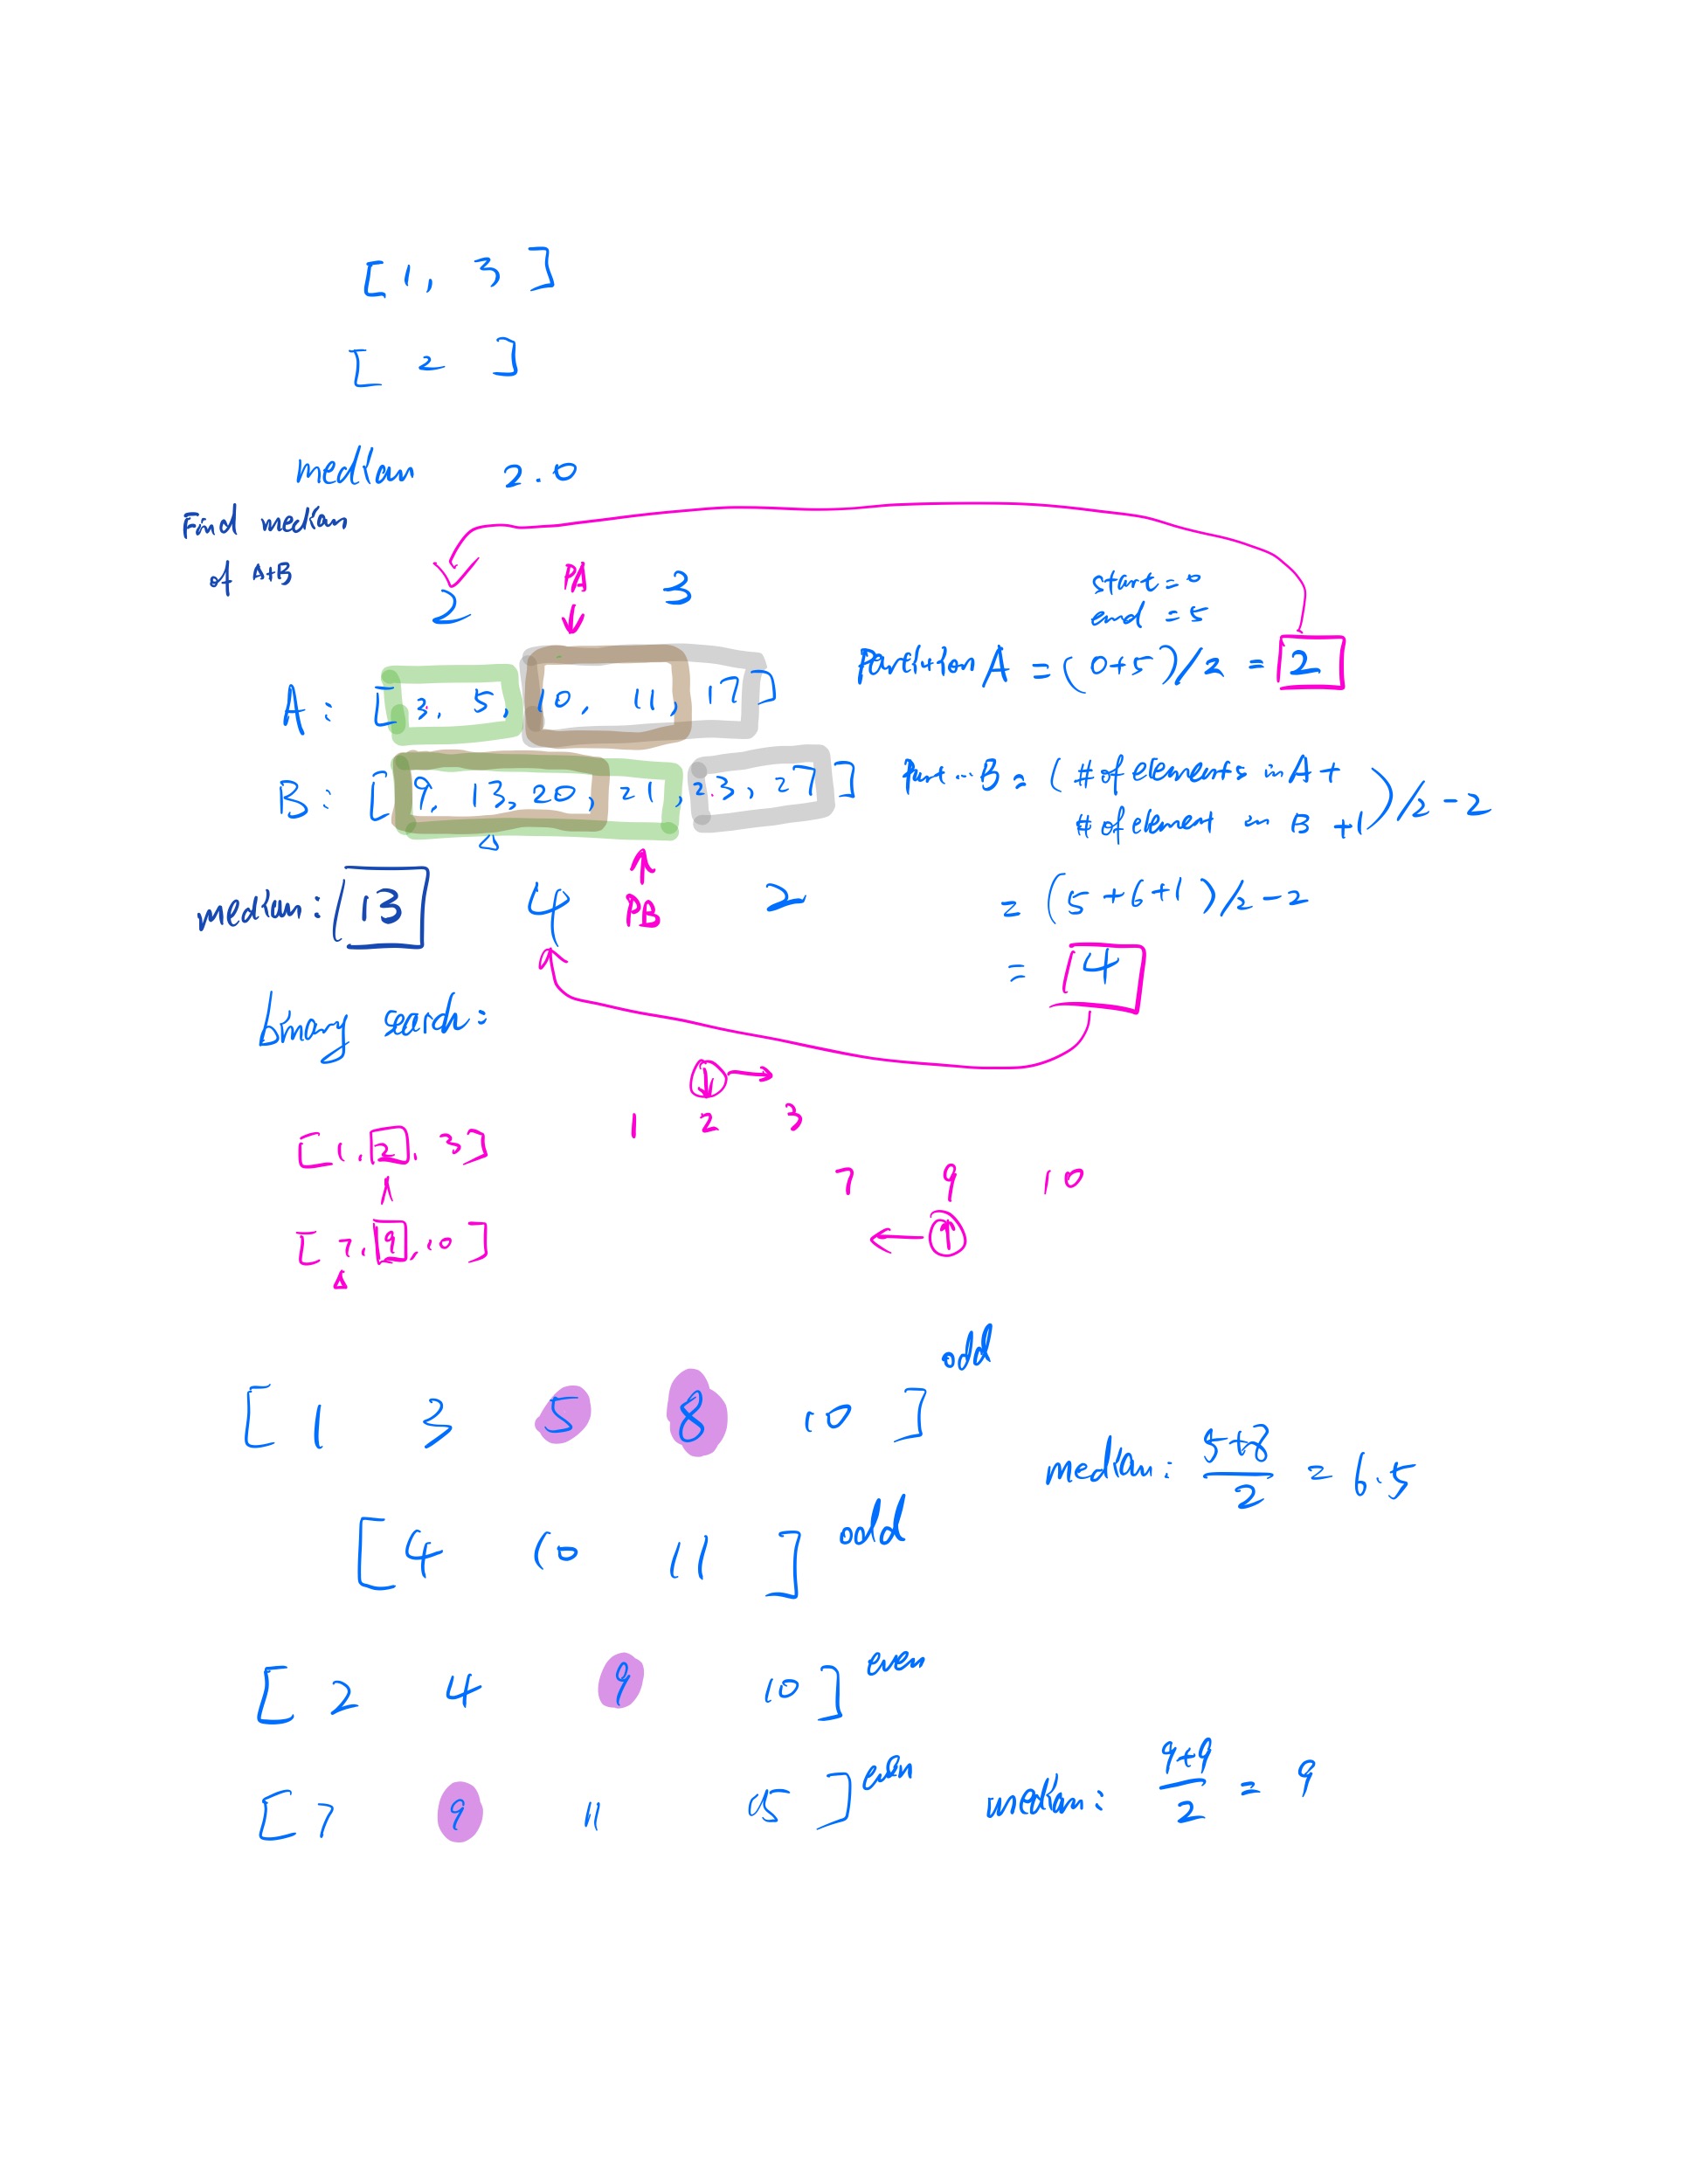 [ 1, 3 ]
[ 2 ]
median 2.0
Find median
of A+B
2 PA 3
start = 0
end = 5
A : [ 3, 5, 10, 11, 17 ]
Partition A = ( 0+5 )/2 = 2
B : [ 9, 13, 20, 21, 23, 27 ]
Part... B = ( # of elements in A +
# of element in B +1 )/2 - 2
median : 13
4 PB 2
= ( 5 + 6 + 1 )/2 - 2
= 4
binary search :
1 2 3
[ 1, 2, 3 ]
7 9 10
[ 7, 9, 10 ]
[ 1 3 5 8 10 ] odd
median : 5+8/2 = 6.5
[ 4 10 11 ] odd
[ 2 4 9 10 ] even
[ 7 9 11 15 ] even
median : 9+9/2 = 9